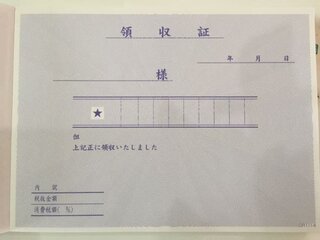 領収証
年 月 日
様
★
但
上記正に領収いたしました
内 訳
税抜金額
消費税額( %)